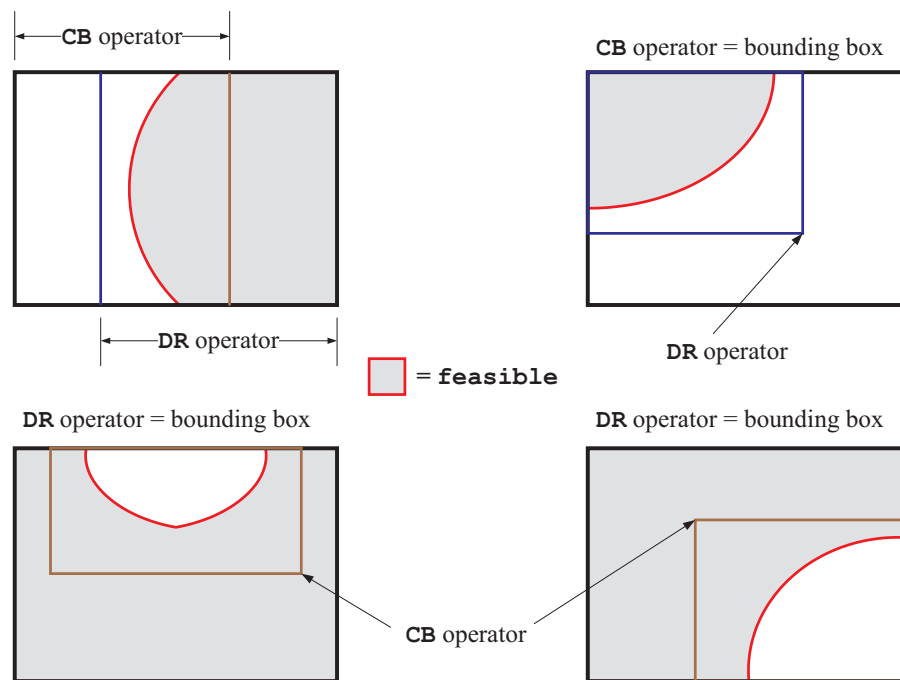 CB operator
CB operator = bounding box
DR operator
DR operator
= feasible
DR operator = bounding box
DR operator = bounding box
CB operator